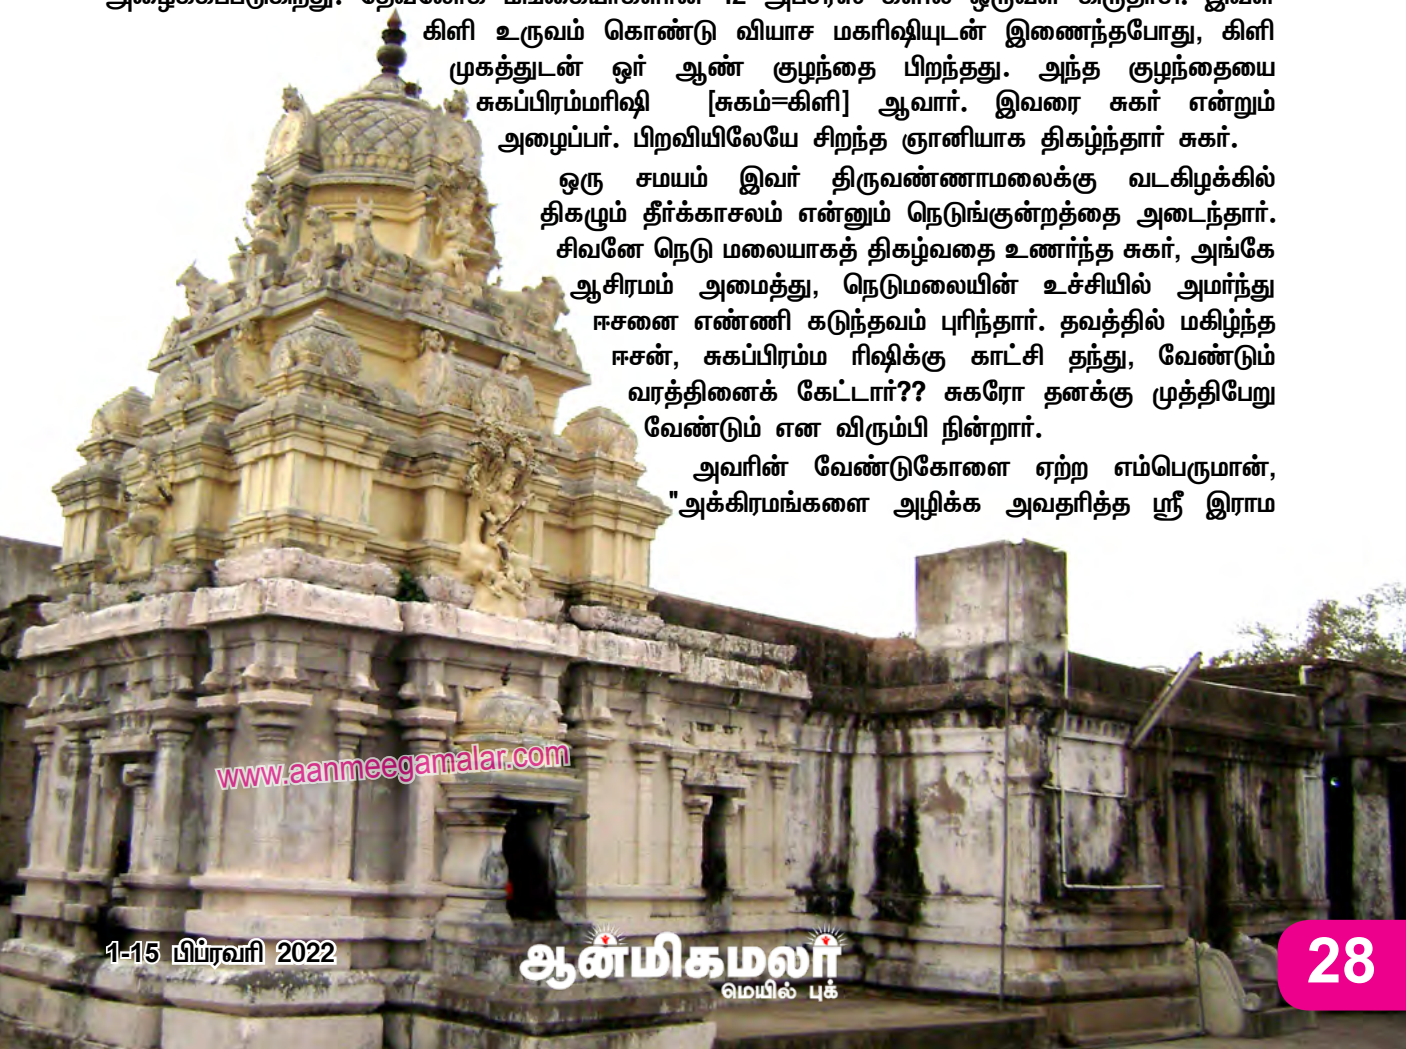 கிளி உருவம் கொண்டு வியாச மகரிஷியுடன் இணைந்தபோது, கிளி
முகத்துடன் ஓர் ஆண் குழந்தை பிறந்தது. அந்த குழந்தையை
சுகப்பிரம்மரிஷி [சுகம்=கிளி] ஆவார். இவரை சுகர் என்றும்
அழைப்பர். பிறவியிலேயே சிறந்த ஞானியாக திகழ்ந்தார் சுகர்.
ஒரு சமயம் இவர் திருவண்ணாமலைக்கு வடகிழக்கில்
திகழும் தீர்க்காசலம் என்னும் நெடுங்குன்றத்தை அடைந்தார்.
சிவனே நெடு மலையாகத் திகழ்வதை உணர்ந்த சுகர், அங்கே
ஆசிரமம் அமைத்து, நெடுமலையின் உச்சியில் அமர்ந்து
ஈசனை எண்ணி கடுந்தவம் புரிந்தார். தவத்தில் மகிழ்ந்த
ஈசன், சுகப்பிரம்ம ரிஷிக்கு காட்சி தந்து, வேண்டும்
வரத்தினைக் கேட்டார்?? சுகரோ தனக்கு முத்திபேறு
வேண்டும் என விரும்பி நின்றார்.
அவரின் வேண்டுகோளை ஏற்ற எம்பெருமான்,
"அக்கிரமங்களை அழிக்க அவதரித்த ஸ்ரீ இராம
www.aanmeegamalar.com
1-15 பிப்ரவரி 2022
ஆன்மிகமலர்
மெயில் புக்
28